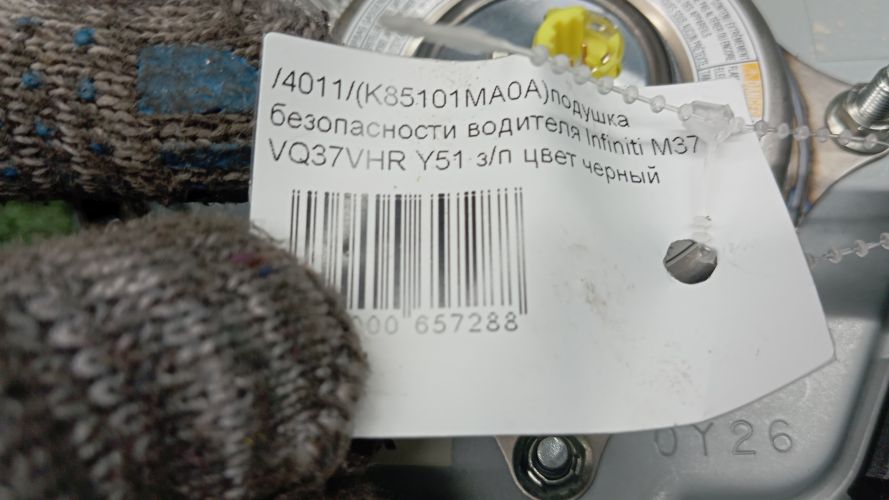 /4011/(K85101MA0A)подушка
безопасности водителя Infiniti M37
VQ37VHR Y51 з/п цвет черный
000 657288
0Y26